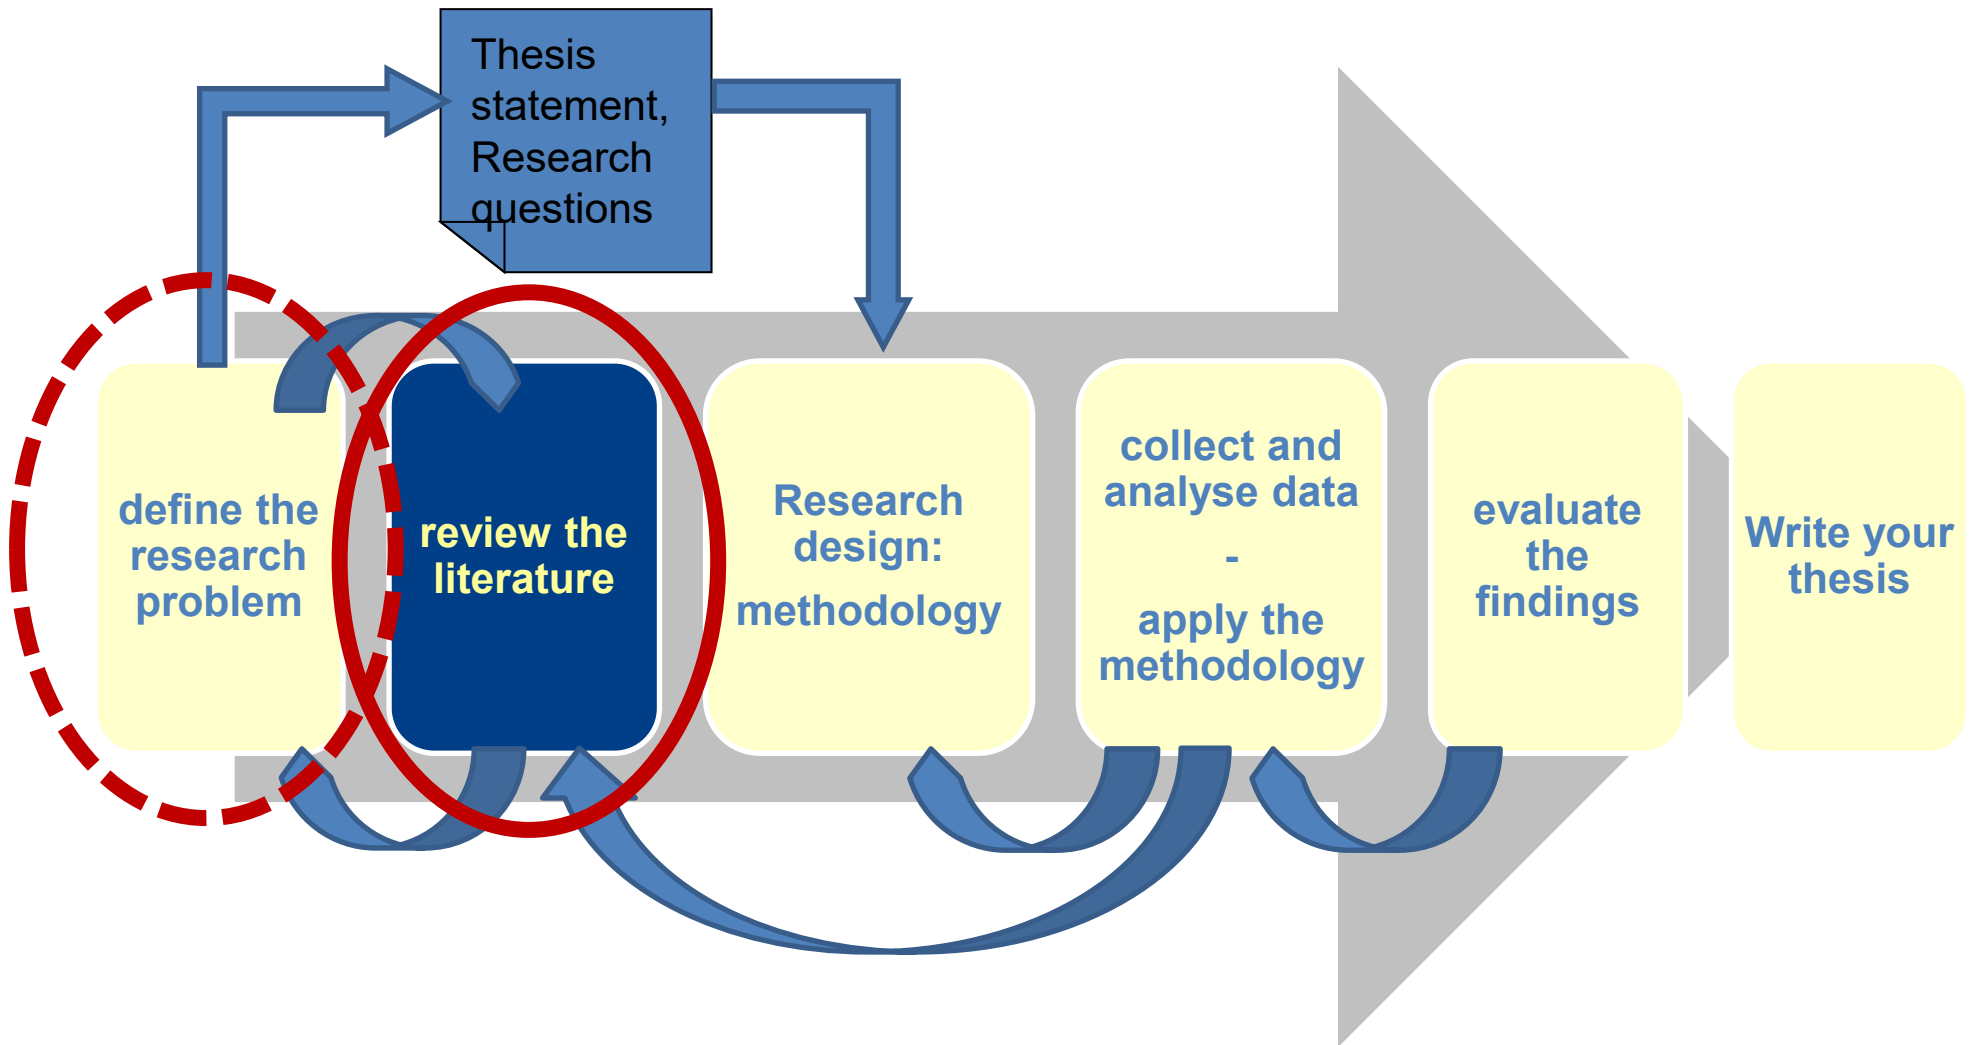 Thesis
statement,
Research
questions
define the
research
problem
review the
literature
Research
design:
methodology
collect and
analyse data
-
apply the
methodology
evaluate
the
findings
Write your
thesis